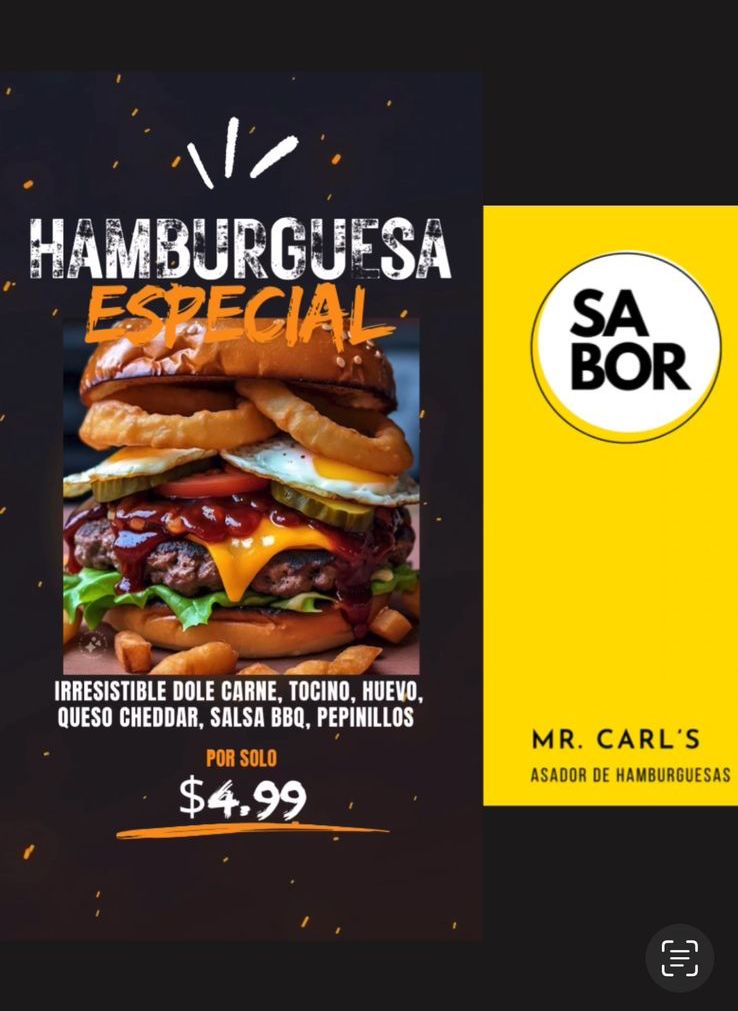 HAMBURGUESA
ESPECIAL
IRRESISTIBLE DOLE CARNE, TOCINO, HUEVO,
QUESO CHEDDAR, SALSA BBQ, PEPINILLOS
POR SOLO
$4.99
SA
BOR
MR. CARL'S
ASADOR DE HAMBURGUESAS